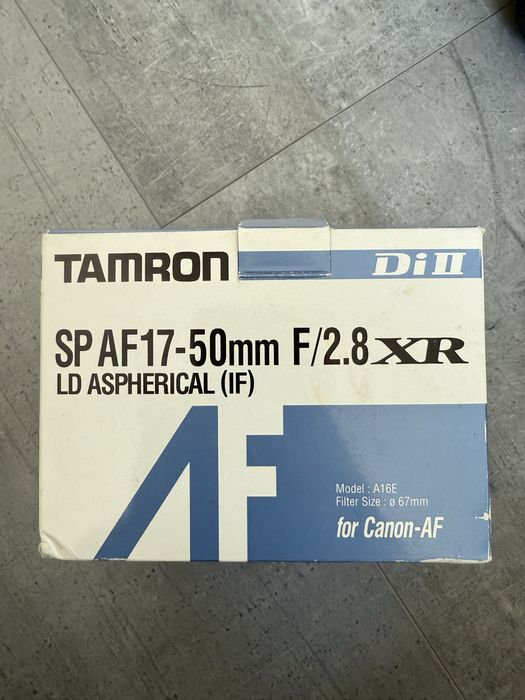 TAMRON
Di II
SP AF17-50mm F/2.8 XR
LD ASPHERICAL (IF)
AF
Model : A16E
Filter Size : ø 67mm
for Canon-AF